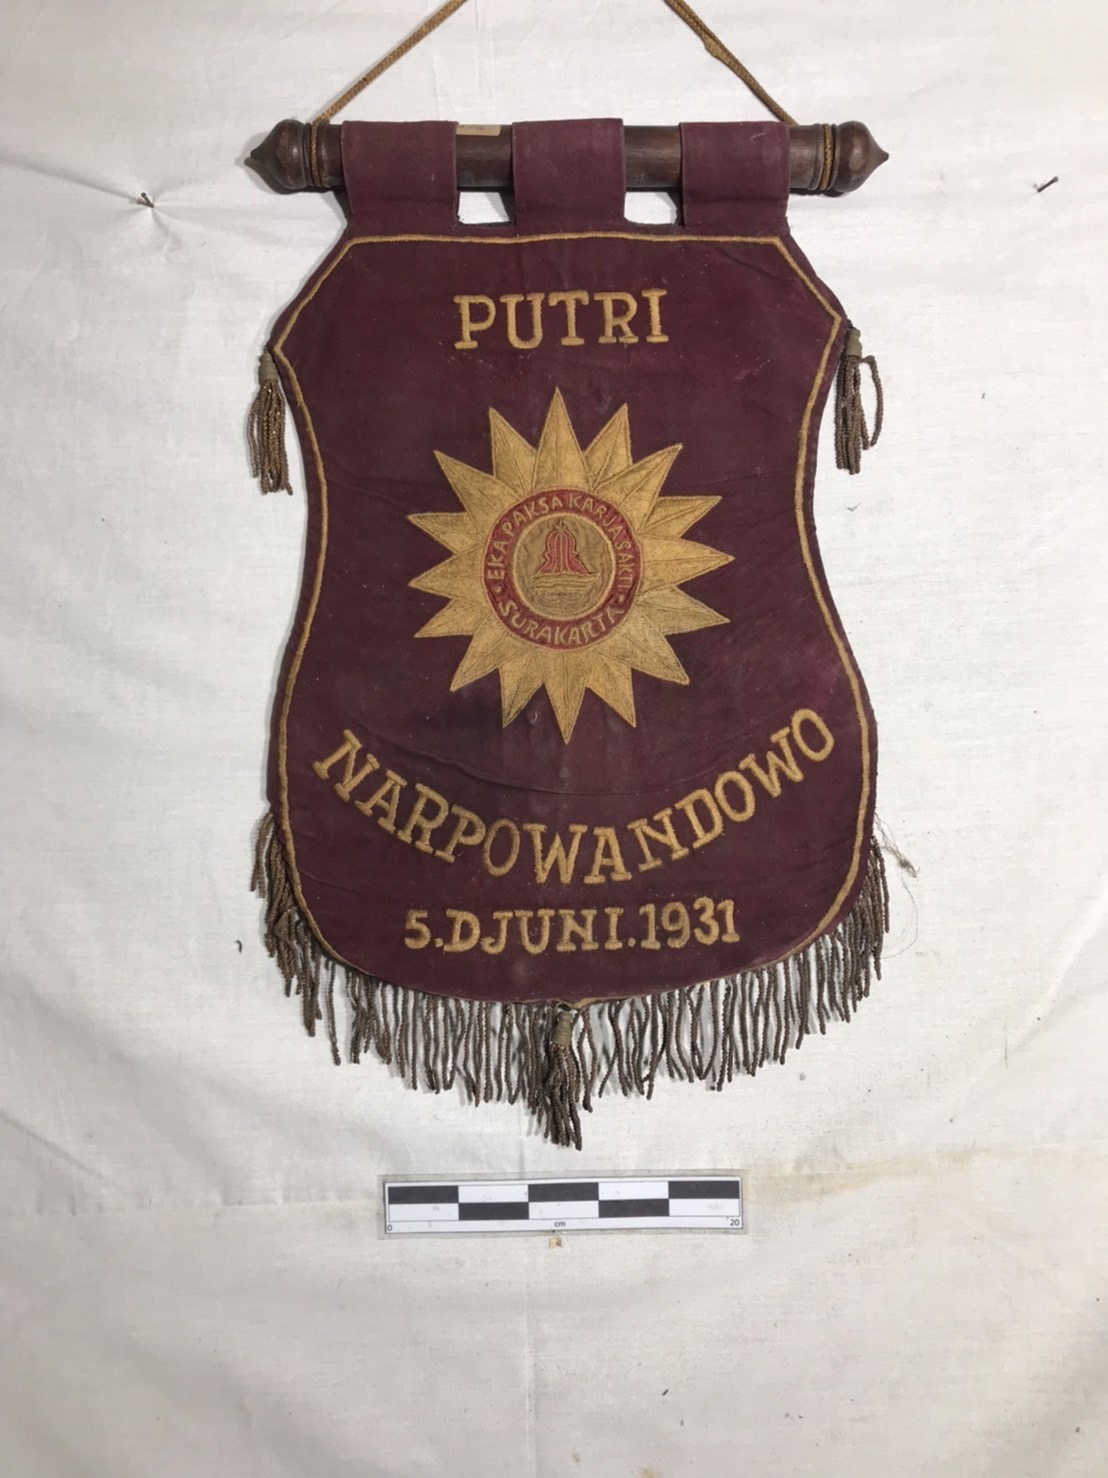 PUTRI
EKA PAKSA KARJA SAKTI
SURAKARTA
NARPOWANDOWO
5.DJUNI.1931
0 cm 20